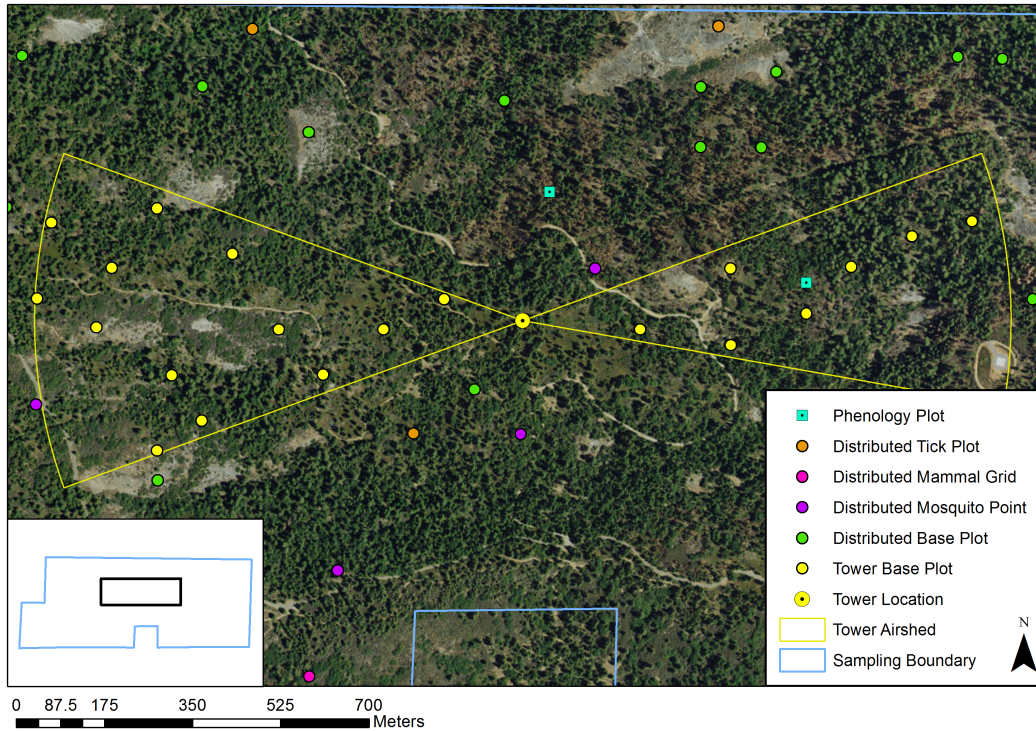 Phenology Plot
Distributed Tick Plot
Distributed Mammal Grid
Distributed Mosquito Point
Distributed Base Plot
Tower Base Plot
Tower Location
Tower Airshed
Sampling Boundary
N
0 87.5 175 350 525 700
Meters